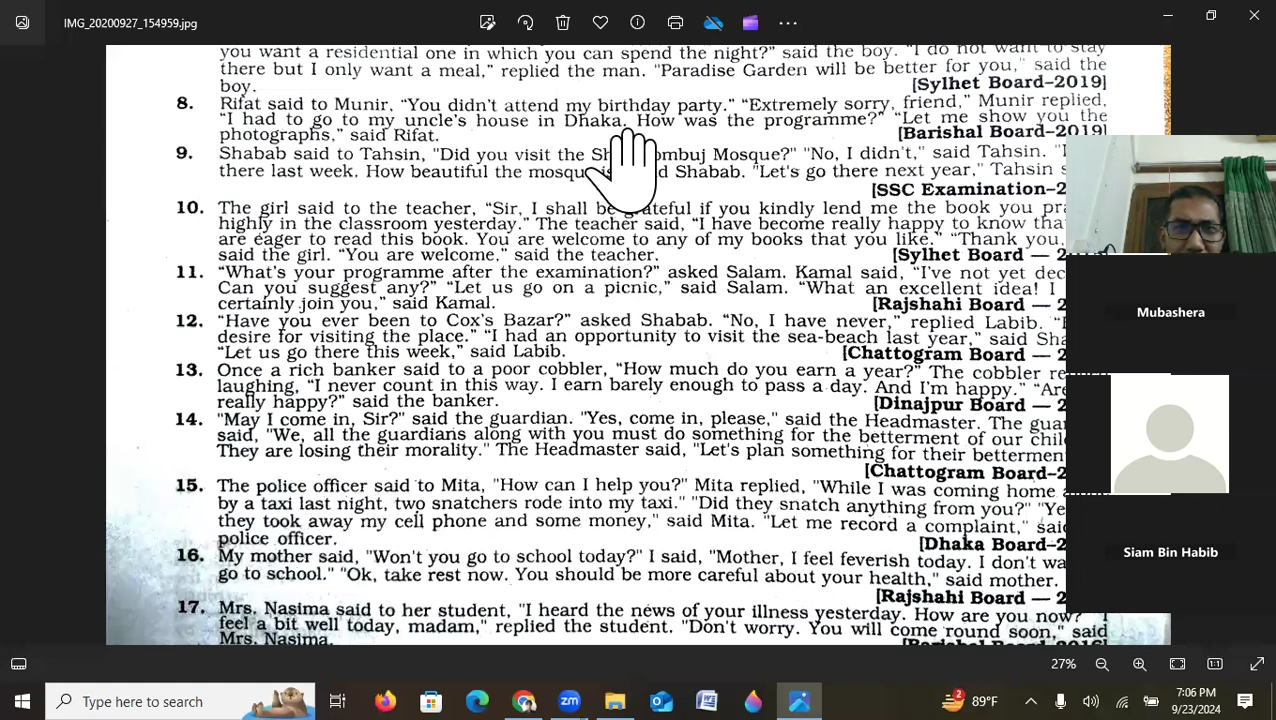 IMG_20200927_154959.jpg
you want a residential one in which you can spend the night?" said the boy. "I do not want to stay
there but I only want a meal," replied the man. "Paradise Garden will be better for you," said the
boy.
[Sylhet Board-2019]
8. Rifat said to Munir, “You didn’t attend my birthday party.” “Extremely sorry, friend,” Munir replied,
“I had to go to my uncle’s house in Dhaka. How was the programme?” “Let me show you the
photographs,” said Rifat.
[Barishal Board-2019]
9. Shabab said to Tahsin, "Did you visit the Sh ombuj Mosque?" "No, I didn't," said Tahsin.
there last week. How beautiful the mosqu d Shabab. "Let's go there next year," Tahsin s
[SSC Examination-2
10. The girl said to the teacher, “Sir, I shall be grateful if you kindly lend me the book you pr
highly in the classroom yesterday.” The teacher said, “I have become really happy to know tha
are eager to read this book. You are welcome to any of my books that you like.” “Thank you,
said the girl. “You are welcome,” said the teacher.
[Sylhet Board — 2
11. “What’s your programme after the examination?” asked Salam. Kamal said, “I’ve not yet dec
Can you suggest any?” “Let us go on a picnic,” said Salam. “What an excellent idea! I
certainly join you,” said Kamal.
[Rajshahi Board — 2
12. “Have you ever been to Cox’s Bazar?” asked Shabab. “No, I have never,” replied Labib.
desire for visiting the place.” “I had an opportunity to visit the sea-beach last year,” said Sha
“Let us go there this week,” said Labib.
[Chattogram Board — 2
13. Once a rich banker said to a poor cobbler, “How much do you earn a year?” The cobbler re
laughing, “I never count in this way. I earn barely enough to pass a day. And I’m happy.” “Are
really happy?” said the banker.
[Dinajpur Board — 2
14. "May I come in, Sir?" said the guardian. "Yes, come in, please," said the Headmaster. The gua
said, "We, all the guardians along with you must do something for the betterment of our chil
They are losing their morality." The Headmaster said, "Let's plan something for their betterment
[Chattogram Board-2
15. The police officer said to Mita, "How can I help you?" Mita replied, "While I was coming home
by a taxi last night, two snatchers rode into my taxi." "Did they snatch anything from you?" "Ye
they took away my cell phone and some money," said Mita. "Let me record a complaint," said
police officer.
[Dhaka Board-2
16. My mother said, "Won't you go to school today?" I said, "Mother, I feel feverish today. I don't wa
go to school." "Ok, take rest now. You should be more careful about your health," said mother.
[Rajshahi Board — 2
17. Mrs. Nasima said to her student, "I heard the news of your illness yesterday. How are you now?" "I
feel a bit well today, madam," replied the student. "Don't worry. You will come round soon," said
Mrs. Nasima.
Mubashera
Siam Bin Habib
27%
1:1
Type here to search
zm
2
89°F
7:06 PM
9/23/2024